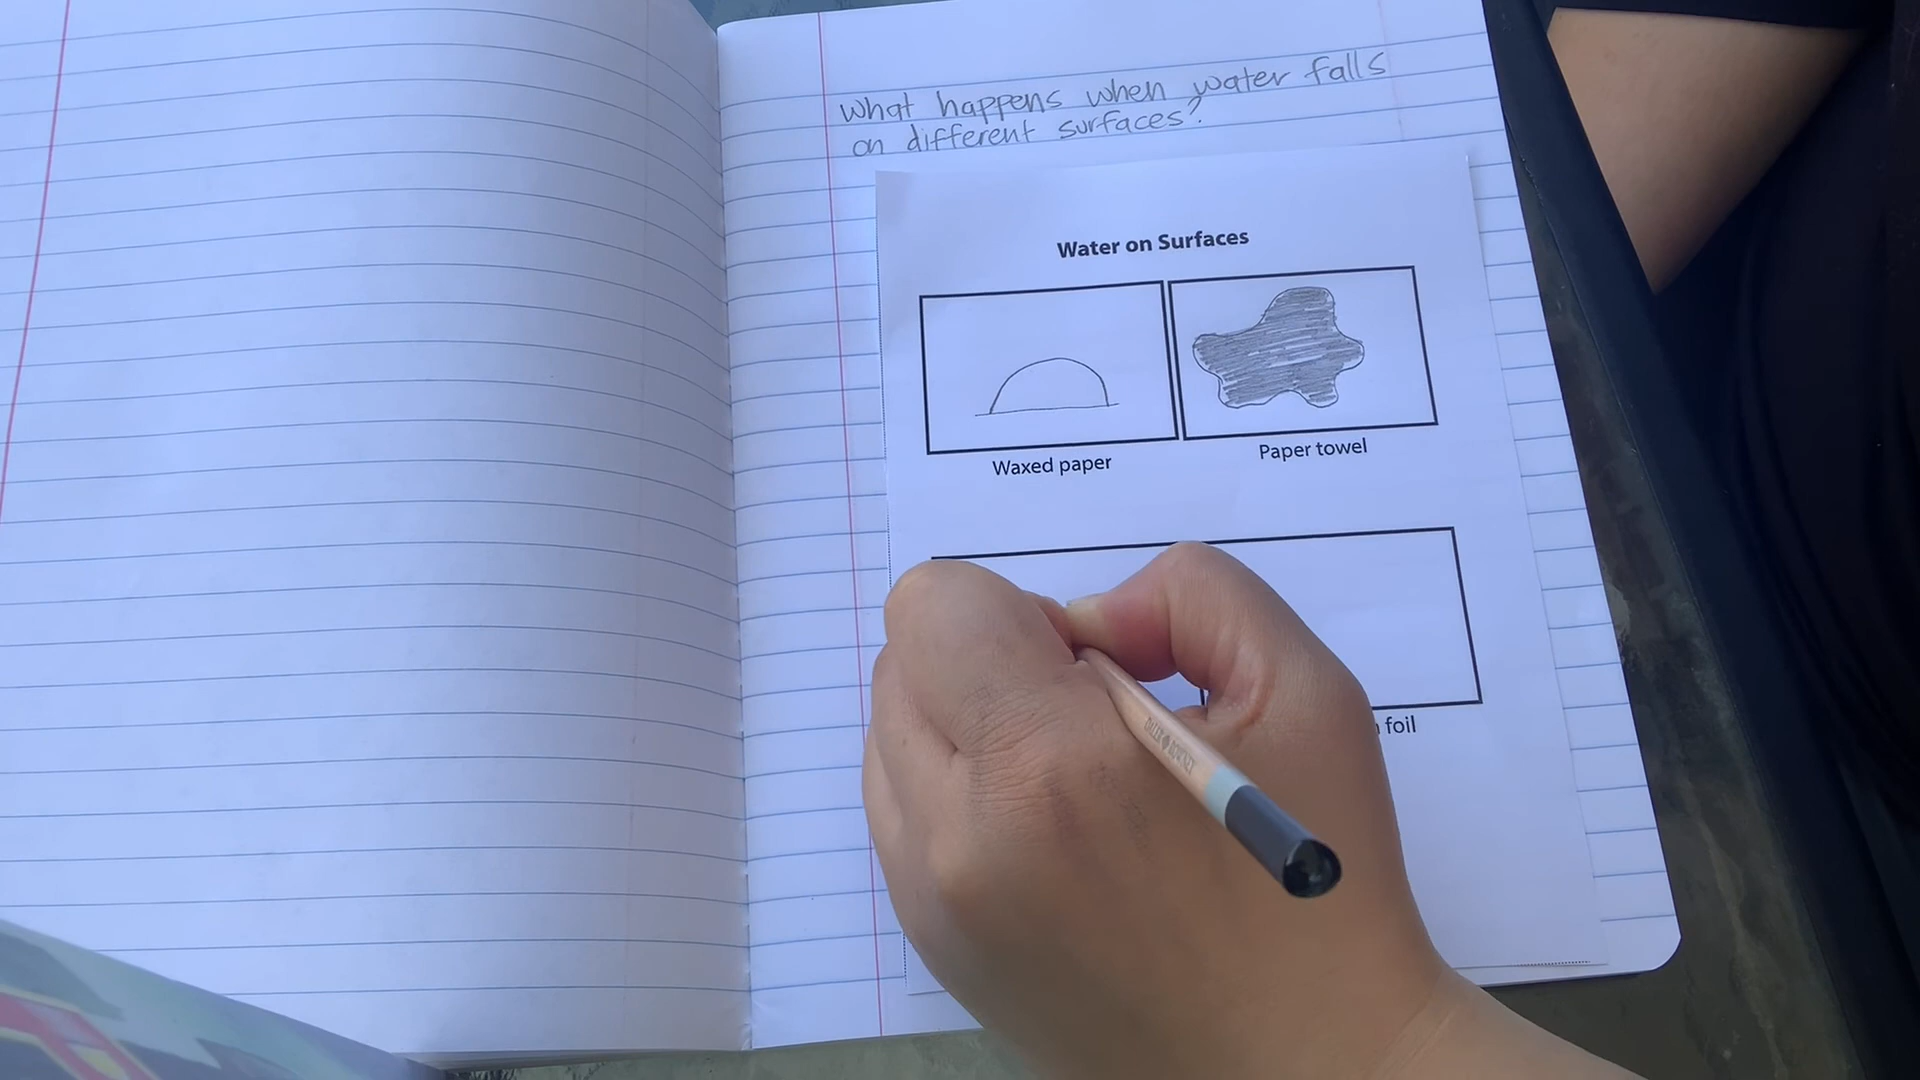 What happens when water falls
on different surfaces?
Water on Surfaces
Waxed paper
Paper towel
foil